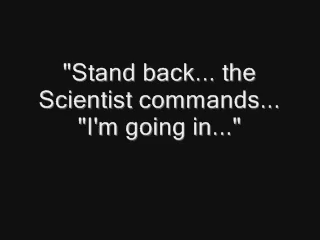 "Stand back... the
Scientist commands...
"I'm going in..."